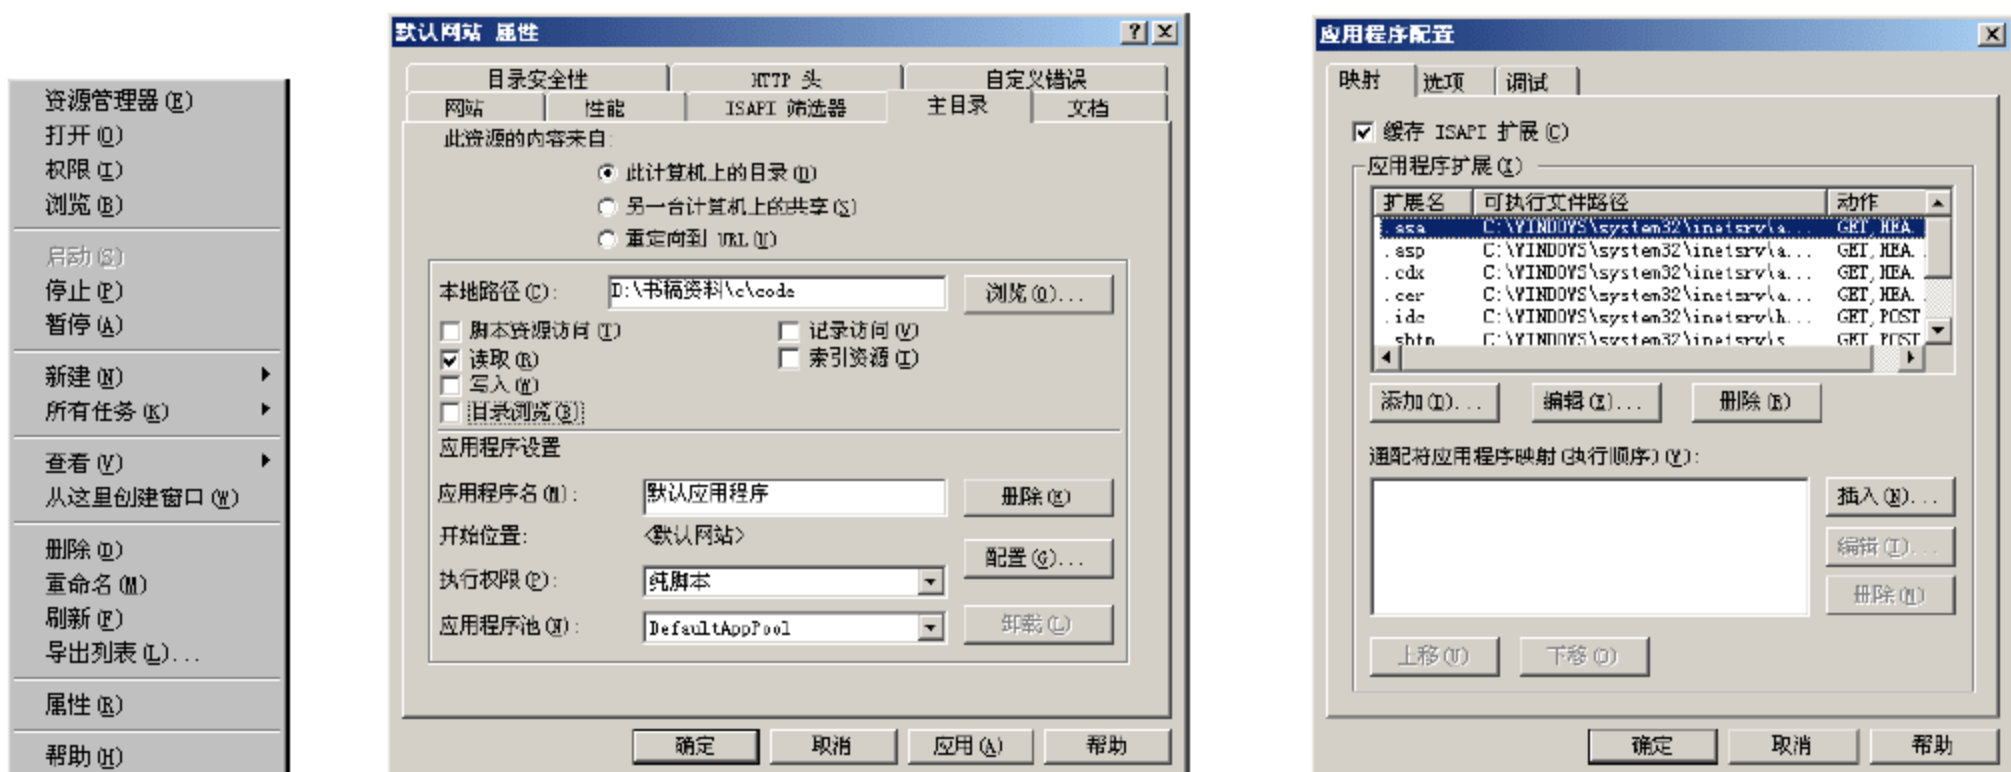 资源管理器(E)
打开(O)
权限(I)
浏览(B)
启动(S)
停止(P)
暂停(A)
新建(N)
所有任务(K)
查看(V)
从这里创建窗口(W)
删除(D)
重命名(M)
刷新(F)
导出列表(L)...
属性(R)
帮助(H)
默认网站 属性
目录安全性 HTTP 头 自定义错误
网站 性能 ISAPI 筛选器 主目录 文档
此资源的内容来自:
此计算机上的目录(D)
另一台计算机上的共享(S)
重定向到 URL(U)
本地路径(C): D:\书稿资料\c\code 浏览(O)...
脚本资源访问(T) 记录访问(V)
读取(R) 索引资源(I)
写入(W)
目录浏览(B)
应用程序设置
应用程序名(M): 默认应用程序 删除(E)
开始位置: <默认网站>
配置(G)...
执行权限(P): 纯脚本
应用程序池(N): DefaultAppPool 卸载(L)
确定 取消 应用(A) 帮助
应用程序配置
映射 选项 调试
缓存 ISAPI 扩展(C)
应用程序扩展(X)
扩展名 可执行文件路径 动作
.asa C:\WINDOWS\system32\inetsrv\a... GET,HEA.
.asp C:\WINDOWS\system32\inetsrv\a... GET,HEA.
.cdx C:\WINDOWS\system32\inetsrv\a... GET,HEA.
.cer C:\WINDOWS\system32\inetsrv\a... GET,HEA.
.idc C:\WINDOWS\system32\inetsrv\h... GET,POST
.shtm C:\WINDOWS\system32\inetsrv\s... GET,POST
添加(D)... 编辑(E)... 删除(R)
通配符应用程序映射(执行顺序)(Y):
插入(N)...
编辑(I)...
删除(M)
上移(U) 下移(O)
确定 取消 帮助